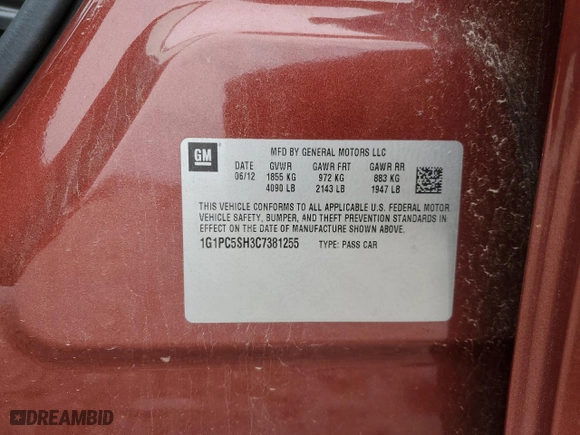 GM
MFD BY GENERAL MOTORS LLC
DATE GVWR GAWR FRT GAWR RR
06/12 1855 KG 972 KG 883 KG
4090 LB 2143 LB 1947 LB
THIS VEHICLE CONFORMS TO ALL APPLICABLE U.S. FEDERAL MOTOR
VEHICLE SAFETY, BUMPER, AND THEFT PREVENTION STANDARDS IN
EFFECT ON THE DATE OF MANUFACTURE SHOWN ABOVE.
1G1PC5SH3C7381255 TYPE: PASS CAR
DREAMBID